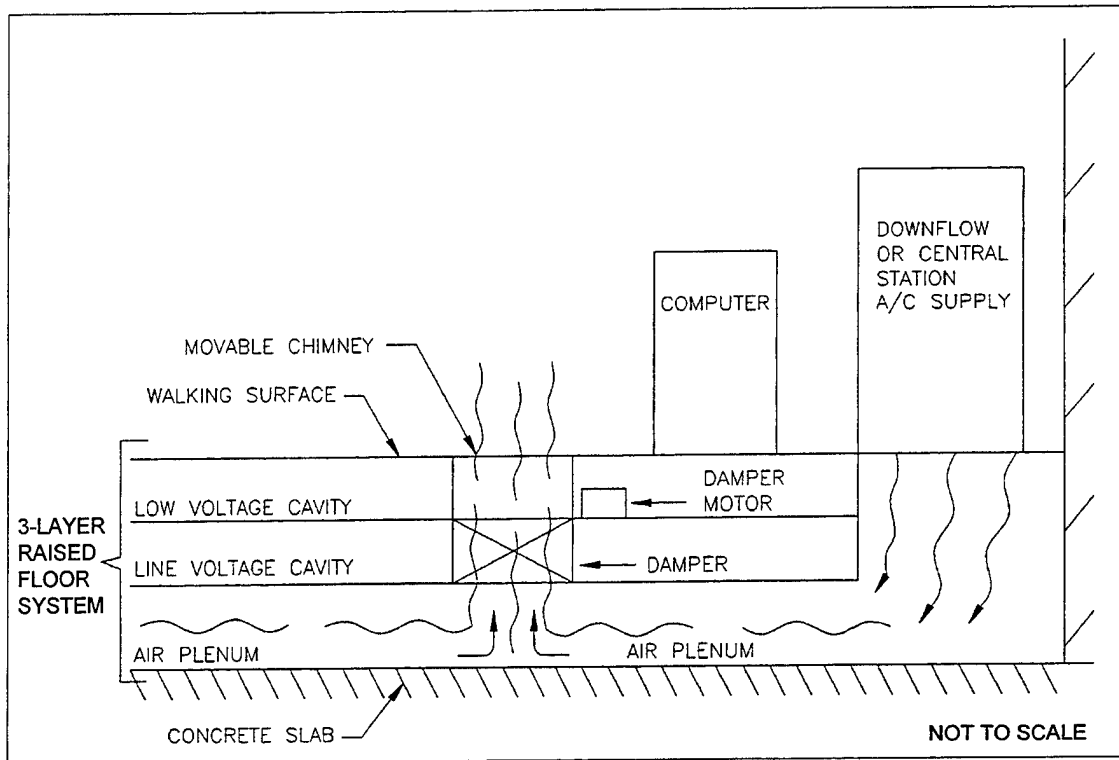 DOWNFLOW
OR CENTRAL
STATION
A/C SUPPLY
COMPUTER
MOVABLE CHIMNEY
WALKING SURFACE
DAMPER
MOTOR
LOW VOLTAGE CAVITY
3-LAYER
RAISED
FLOOR
SYSTEM
LINE VOLTAGE CAVITY
DAMPER
AIR PLENUM
AIR PLENUM
CONCRETE SLAB
NOT TO SCALE